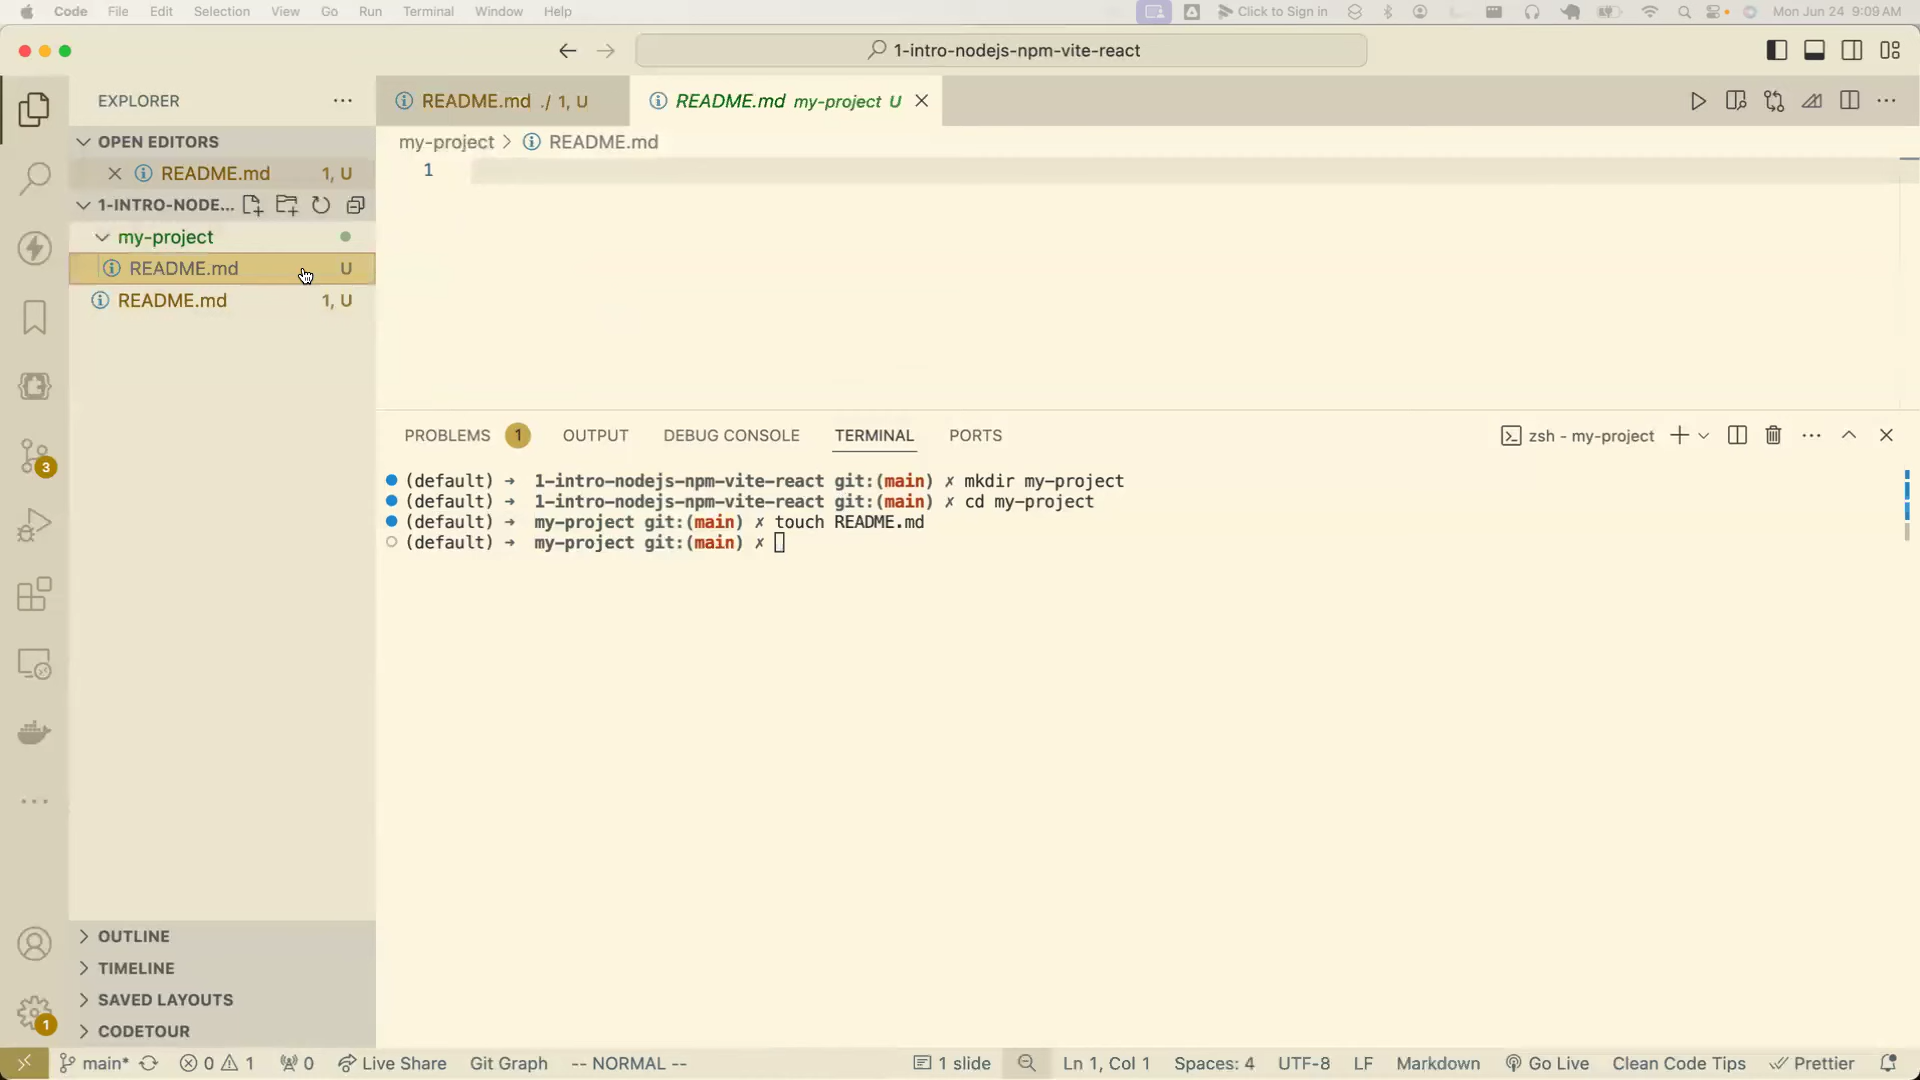 Code File Edit Selection View Go Run Terminal Window Help Click to Sign in Mon Jun 24 9:09 AM
1-intro-nodejs-npm-vite-react
EXPLORER
README.md ./ 1, U
README.md my-project U
OPEN EDITORS
README.md 1, U
1-INTRO-NODE...
my-project
README.md U
README.md 1, U
my-project > README.md
1
PROBLEMS 1 OUTPUT DEBUG CONSOLE TERMINAL PORTS
zsh - my-project
(default) ➜ 1-intro-nodejs-npm-vite-react git:(main) ✗ mkdir my-project
(default) ➜ 1-intro-nodejs-npm-vite-react git:(main) ✗ cd my-project
(default) ➜ my-project git:(main) ✗ touch README.md
(default) ➜ my-project git:(main) ✗
3
OUTLINE
TIMELINE
SAVED LAYOUTS
CODETOUR
1
main* 0 1 0 Live Share Git Graph -- NORMAL -- 1 slide Ln 1, Col 1 Spaces: 4 UTF-8 LF Markdown Go Live Clean Code Tips Prettier